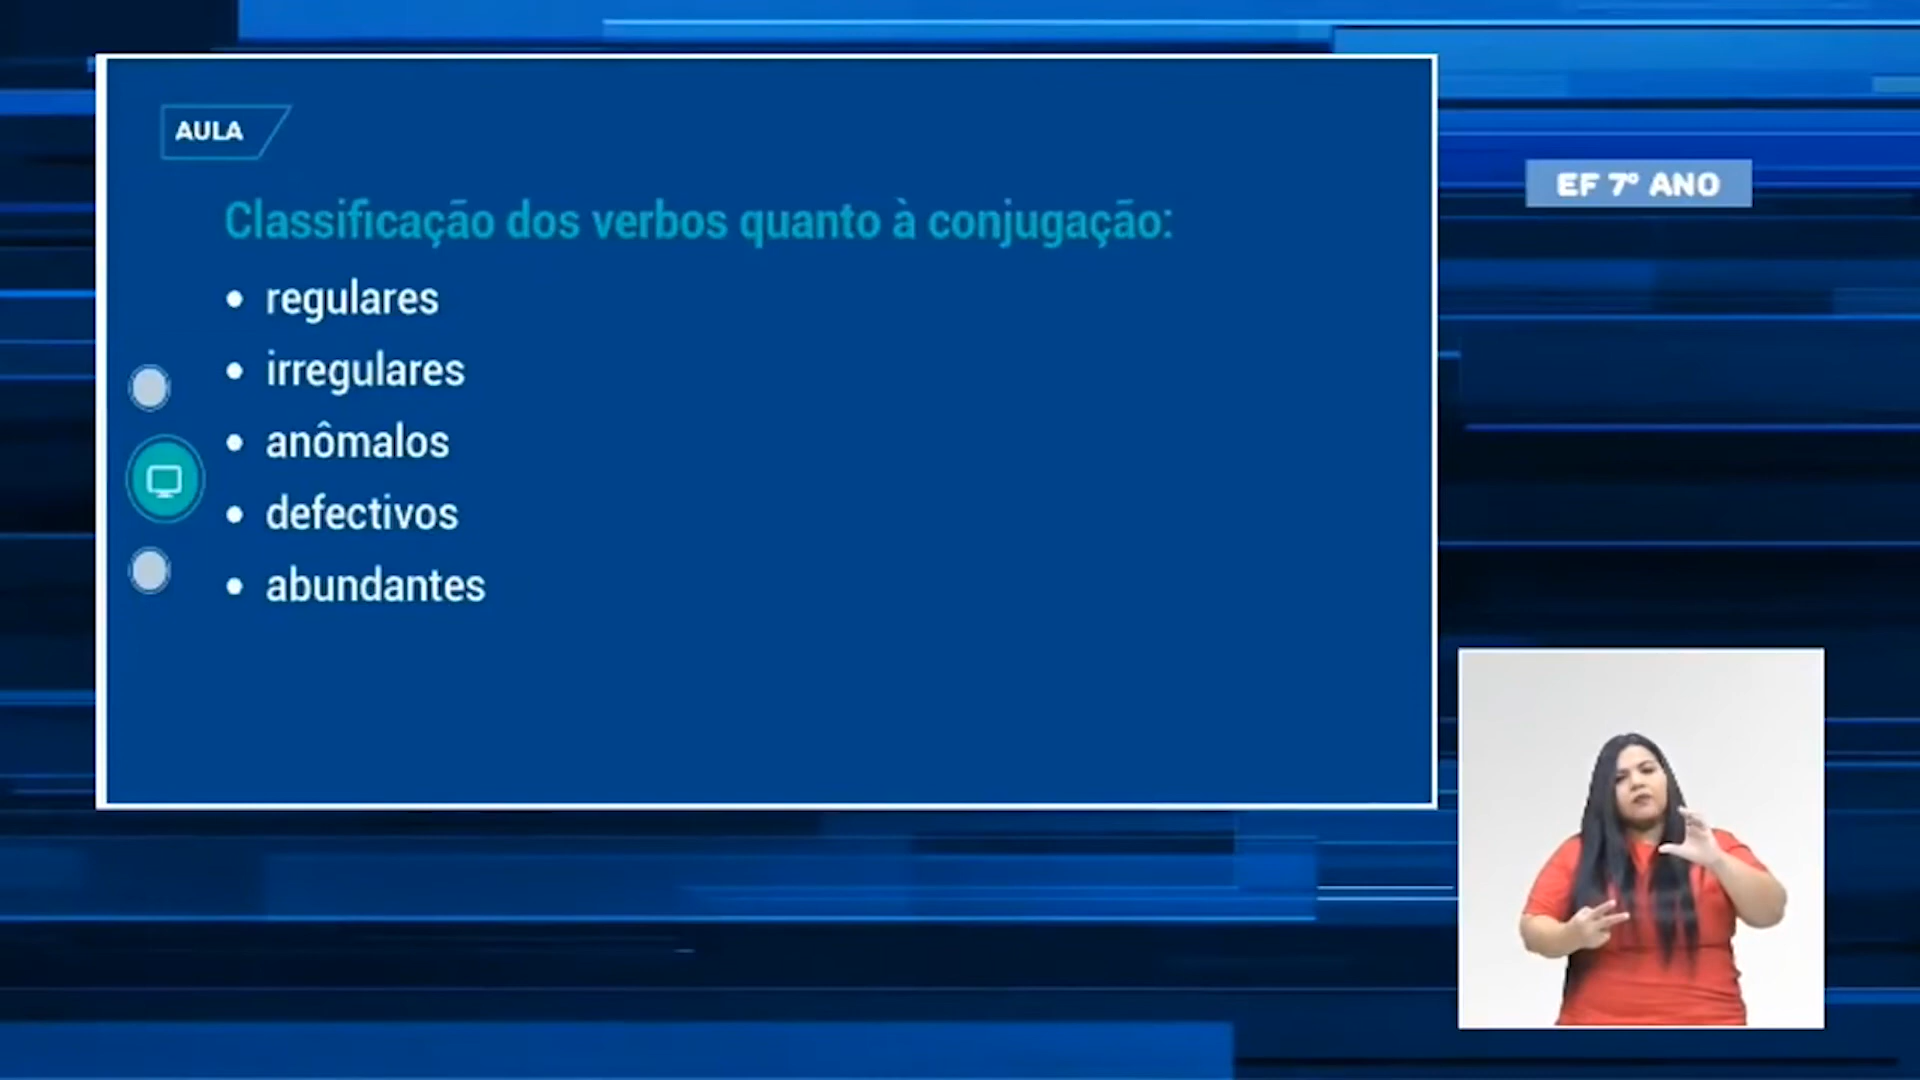 AULA
EF 7º ANO
Classificação dos verbos quanto à conjugação:
• regulares
• irregulares
• anômalos
• defectivos
• abundantes